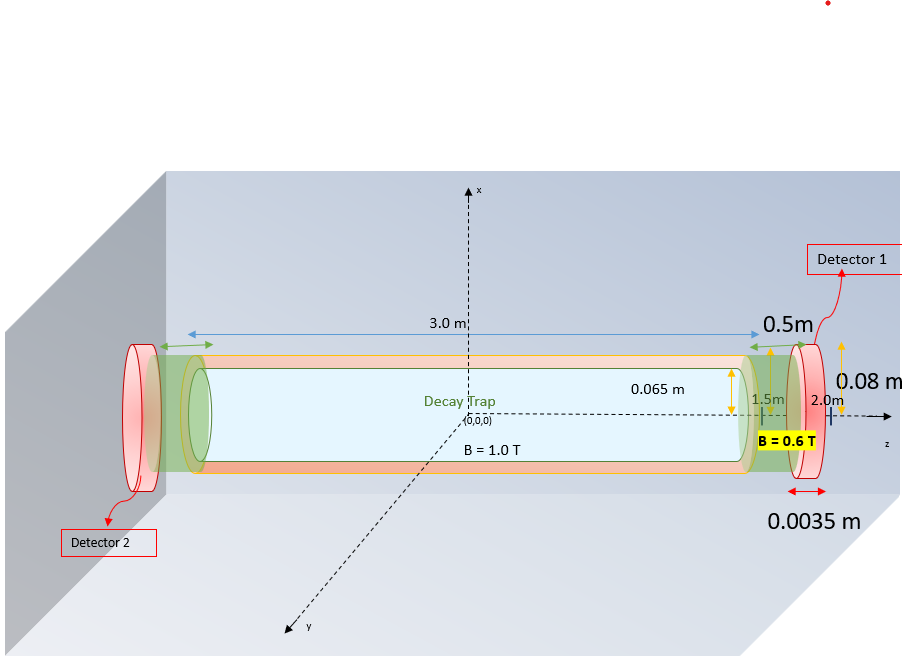 x
Detector 1
3.0 m
0.5m
0.065 m
0.08 m
Decay Trap
1.5m
2.0m
(0,0,0)
B = 1.0 T
B = 0.6 T
z
0.0035 m
Detector 2
y